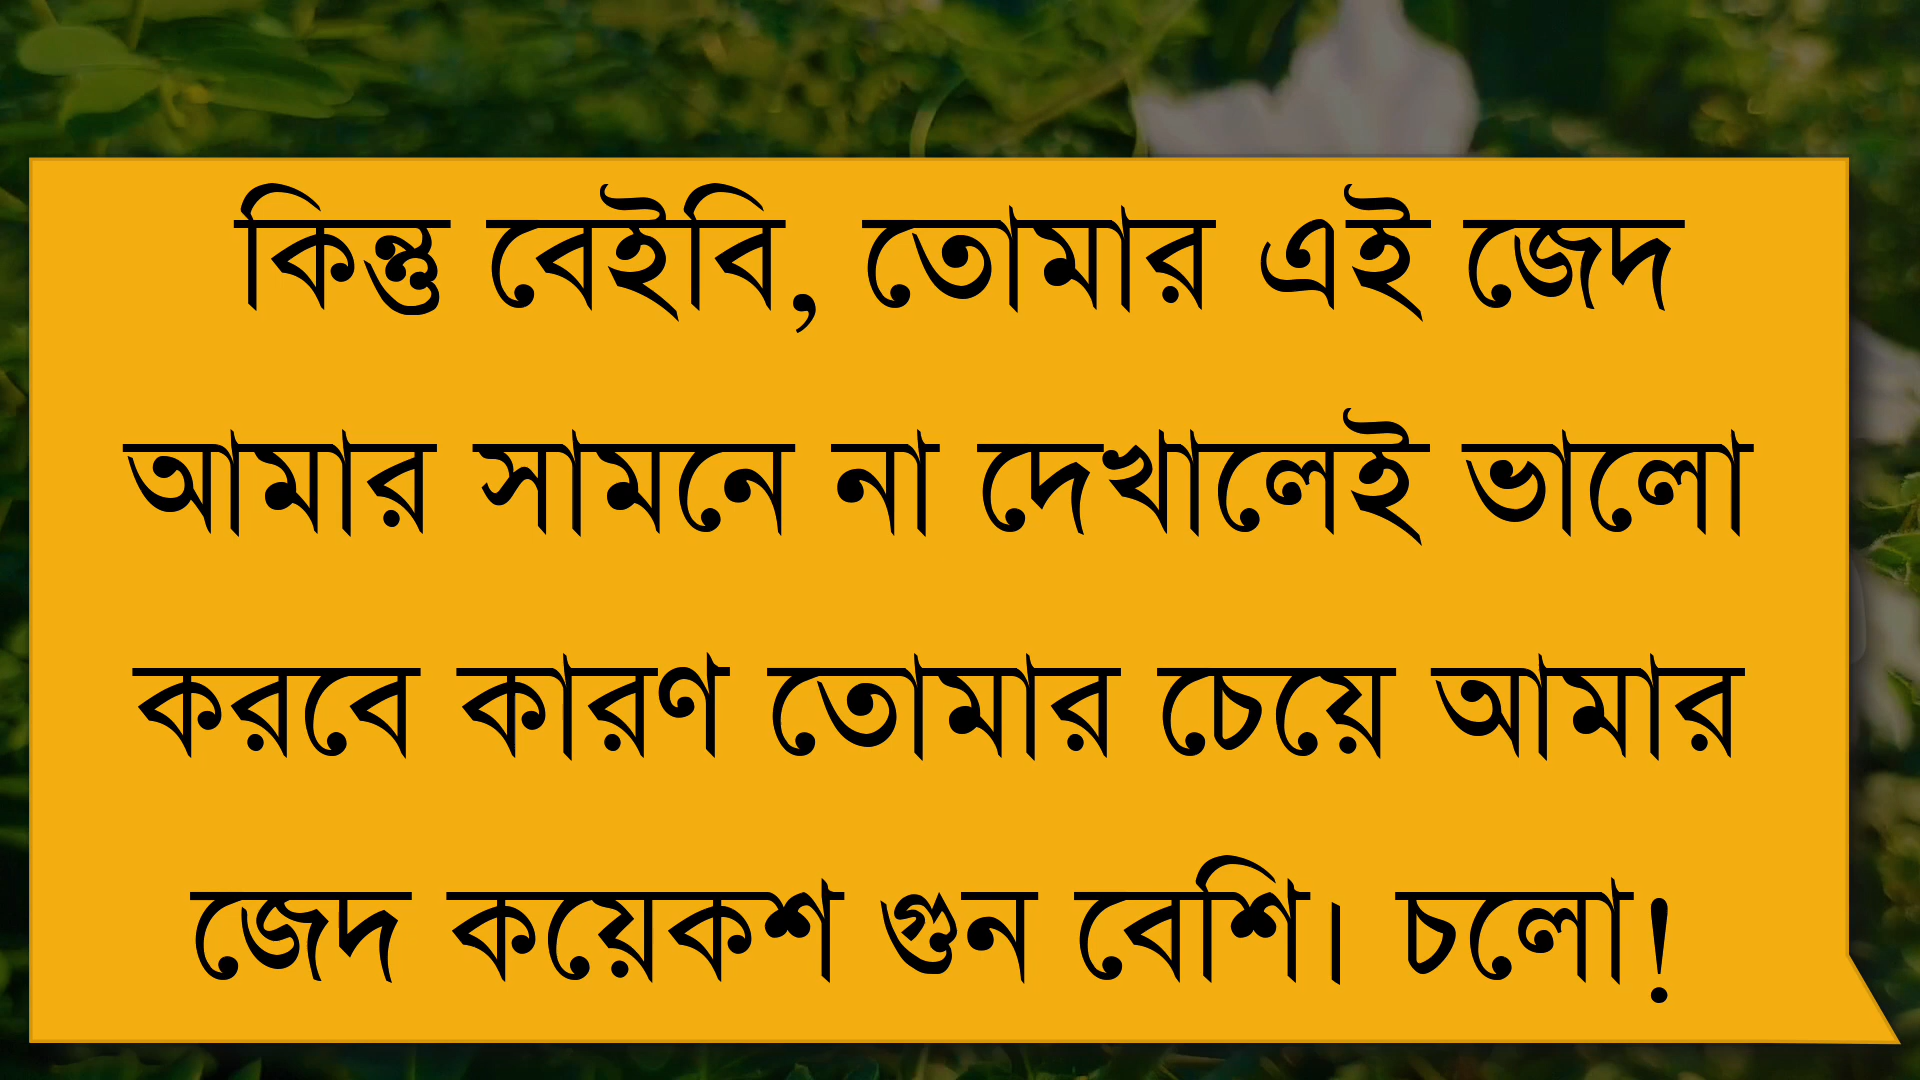 কিন্তু বেইবি, তোমার এই জেদ
আমার সামনে না দেখালেই ভালো
করবে কারণ তোমার চেয়ে আমার
জেদ কয়েকশ গুন বেশি। চলো!